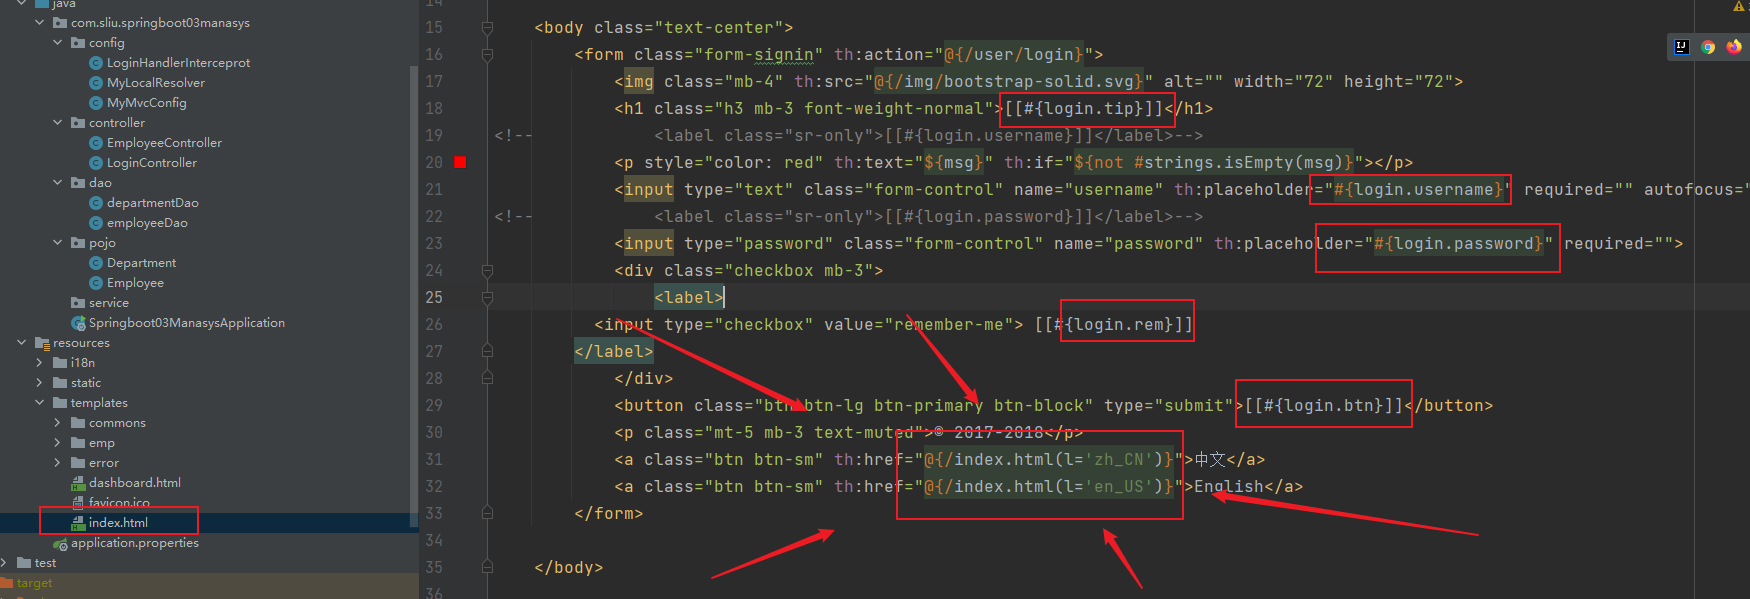 java
com.sliu.springboot03manasys
config
LoginHandlerInterceprot
MyLocalResolver
MyMvcConfig
controller
EmployeeController
LoginController
dao
departmentDao
employeeDao
pojo
Department
Employee
service
Springboot03ManasysApplication
resources
i18n
static
templates
commons
emp
error
dashboard.html
favicon.ico
index.html
application.properties
test
target
14
15 <body class="text-center">
16 <form class="form-signin" th:action="@{/user/login}">
17 <img class="mb-4" th:src="@{/img/bootstrap-solid.svg}" alt="" width="72" height="72">
18 <h1 class="h3 mb-3 font-weight-normal">[[#{login.tip}]]</h1>
19 <!-- <label class="sr-only">[[#{login.username}]]</label>-->
20 <p style="color: red" th:text="${msg}" th:if="${not #strings.isEmpty(msg)}"></p>
21 <input type="text" class="form-control" name="username" th:placeholder="#{login.username}" required="" autofocus="
22 <!-- <label class="sr-only">[[#{login.password}]]</label>-->
23 <input type="password" class="form-control" name="password" th:placeholder="#{login.password}" required="">
24 <div class="checkbox mb-3">
25 <label>
26 <input type="checkbox" value="remember-me"> [[#{login.rem}]]
27 </label>
28 </div>
29 <button class="btn btn-lg btn-primary btn-block" type="submit">[[#{login.btn}]]</button>
30 <p class="mt-5 mb-3 text-muted">© 2017-2018</p>
31 <a class="btn btn-sm" th:href="@{/index.html(l='zh_CN')}">中文</a>
32 <a class="btn btn-sm" th:href="@{/index.html(l='en_US')}">English</a>
33 </form>
34
35 </body>
36